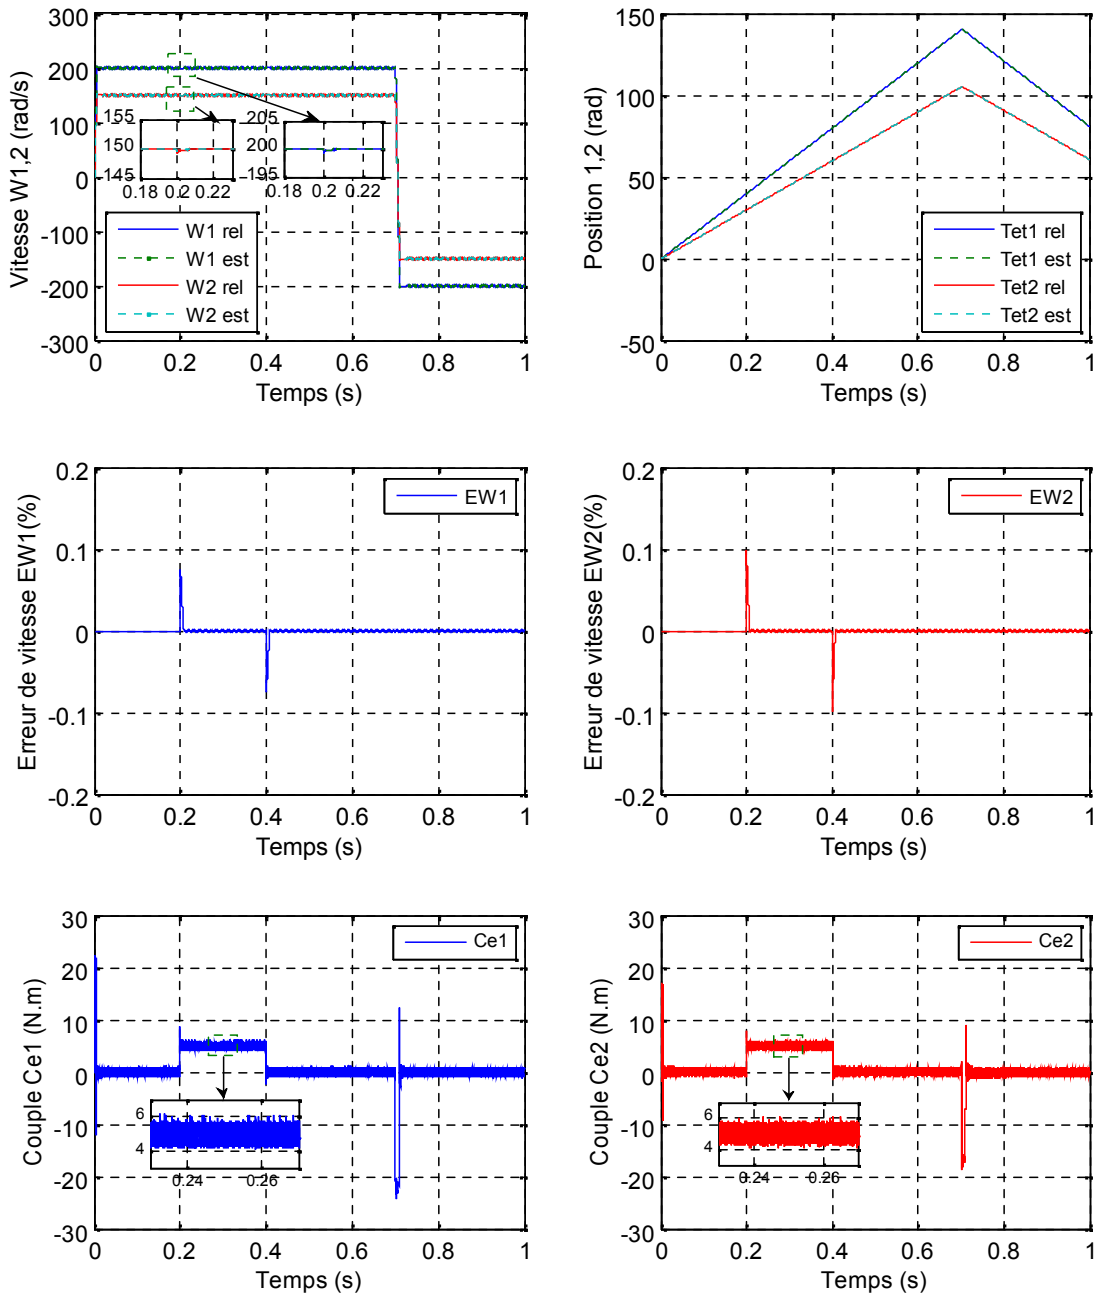 300
200
100
0
-100
-200
-300
Vitesse W1,2 (rad/s)
155
150
145
0.18 0.2 0.22
205
200
-195
0.18 0.2 0.22
W1 rel
W1 est
W2 rel
W2 est
0 0.2 0.4 0.6 0.8 1
Temps (s)
150
100
50
0
-50
Position 1,2 (rad)
Tet1 rel
Tet1 est
Tet2 rel
Tet2 est
0 0.2 0.4 0.6 0.8 1
Temps (s)
0.2
0.1
0
-0.1
-0.2
Erreur de vitesse EW1(%)
EW1
0 0.2 0.4 0.6 0.8 1
Temps (s)
0.2
0.1
0
-0.1
-0.2
Erreur de vitesse EW2(%)
EW2
0 0.2 0.4 0.6 0.8 1
Temps (s)
30
20
10
0
-10
-20
-30
Couple Ce1 (N.m)
Ce1
6
4
0.24 0.26
0 0.2 0.4 0.6 0.8 1
Temps (s)
30
20
10
0
-10
-20
-30
Couple Ce2 (N.m)
Ce2
6
4
0.24 0.26
0 0.2 0.4 0.6 0.8 1
Temps (s)